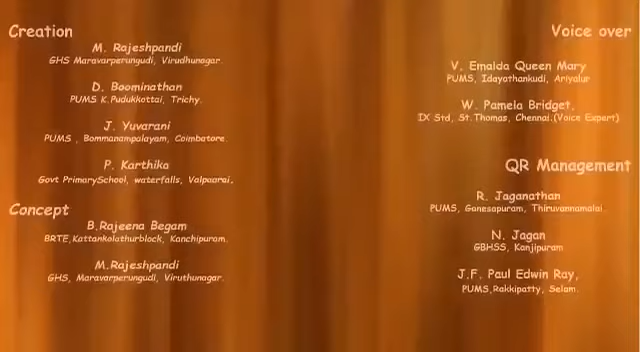 Creation
M. Rajeshpandi
GHS Maravarperungudi, Virudhunagar.
D. Boominathan
PUMS K.Pudukkottai, Trichy.
J. Yuvarani
PUMS , Bommanampalayam, Coimbatore.
P. Karthika
Govt PrimarySchool, waterfalls, Valpaarai.
Concept
B.Rajeena Begam
BRTE,Kattankolathurblock, Kanchipuram.
M.Rajeshpandi
GHS, Maravarperungudi, Viruthunagar.
Voice over
V. Emalda Queen Mary
PUMS, Idayathankudi, Ariyalur
W. Pamela Bridget,
IX Std, St.Thomas, Chennai.(Voice Expert)
QR Management
R. Jaganathan
PUMS, Ganesapuram, Thiruvannamalai.
N. Jagan
GBHSS, Kanjipuram
J.F. Paul Edwin Ray,
PUMS,Rakkipatty, Selam.